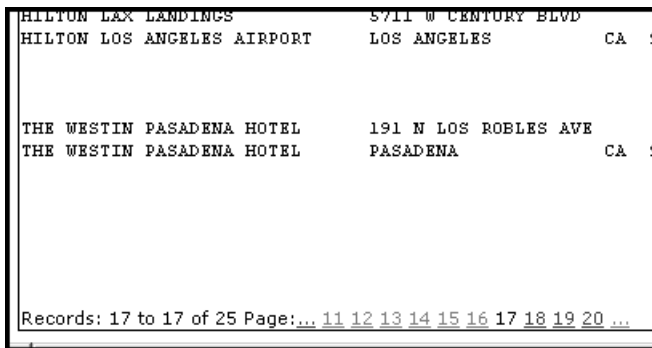 HILTON LAX LANDINGS 5711 W CENTURY BLVD
HILTON LOS ANGELES AIRPORT LOS ANGELES CA
THE WESTIN PASADENA HOTEL 191 N LOS ROBLES AVE
THE WESTIN PASADENA HOTEL PASADENA CA
Records: 17 to 17 of 25 Page:... 11 12 13 14 15 16 17 18 19 20 ...